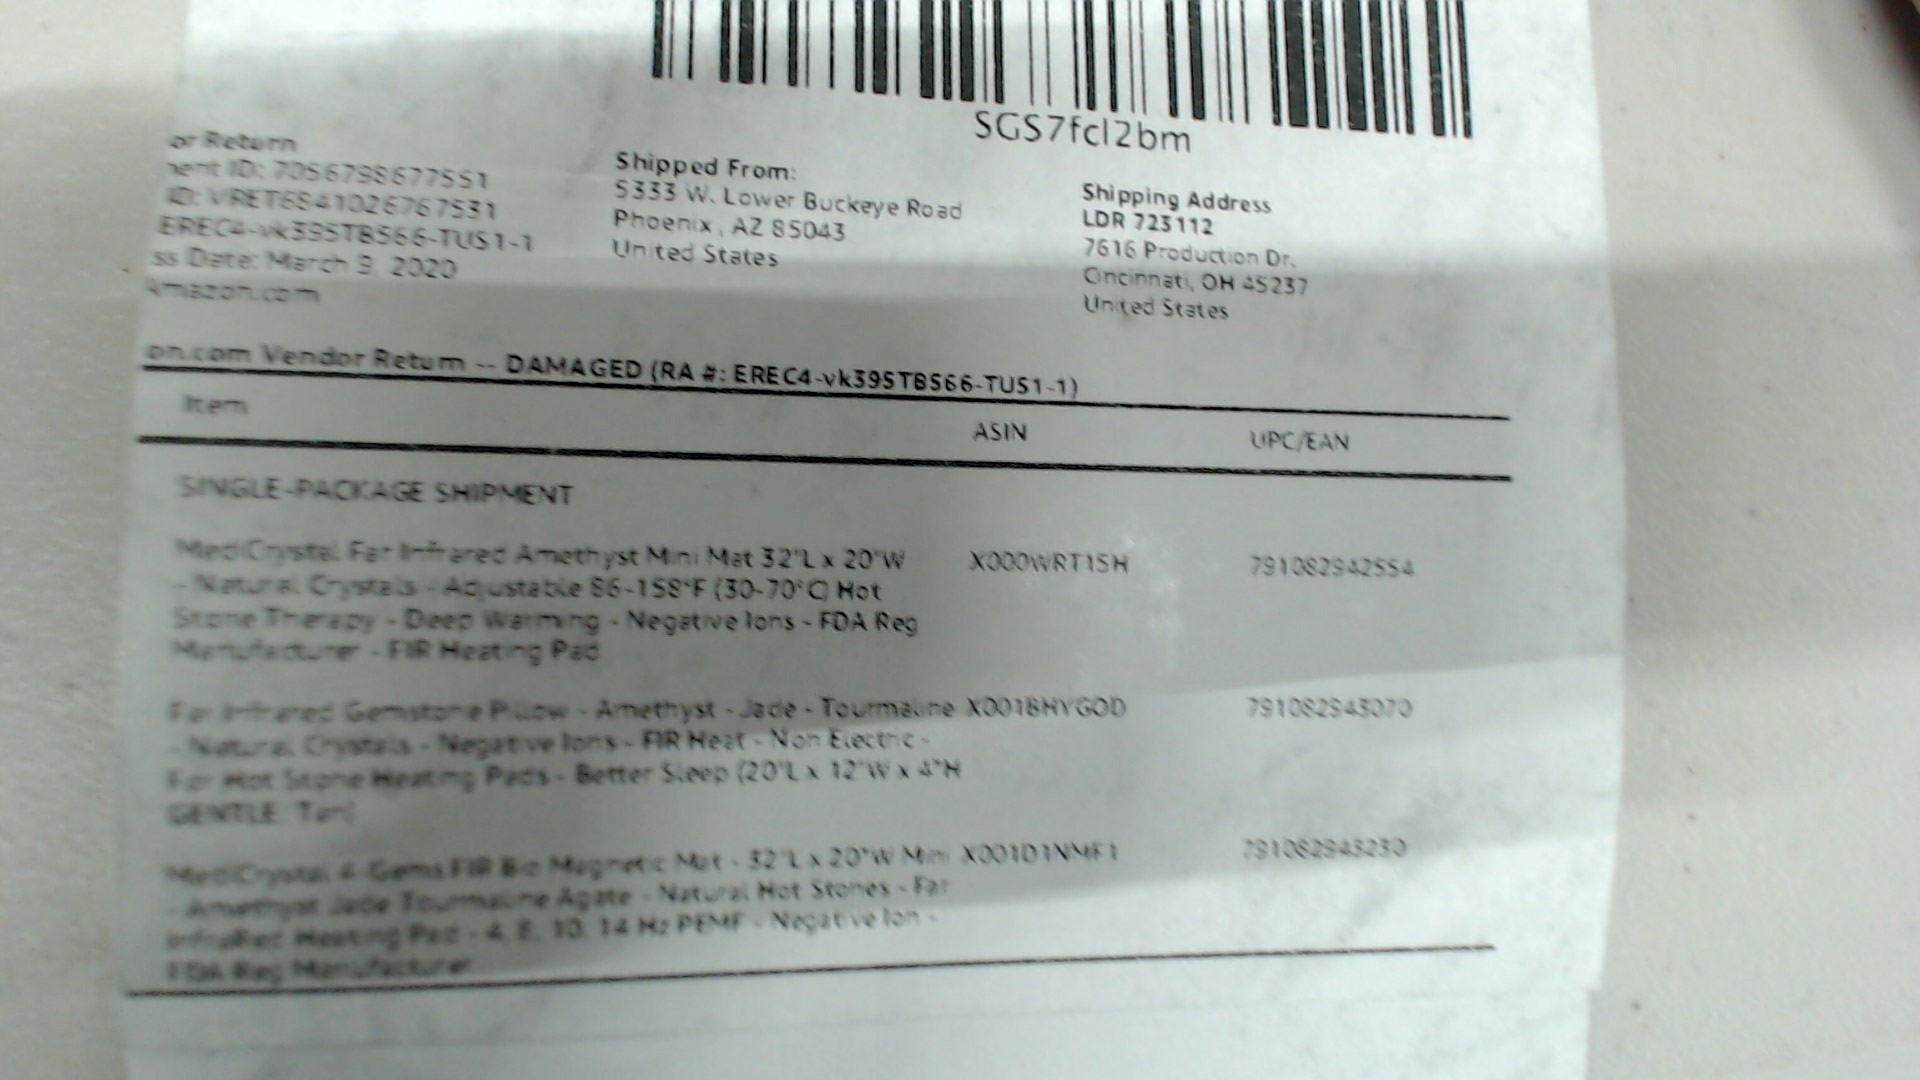 SGS7fcl2bm
or Return
ent ID: 7056798677551
ID: VRET6841026767531
EREC4-vk395TB566-TUS1-1
ss Date: March 9, 2020
Amazon.com
Shipped From:
5333 W. Lower Buckeye Road
Phoenix , AZ 85043
United States
Shipping Address
LDR 723112
7616 Production Dr.
Cincinnati, OH 45237
United States
on.com Vendor Return -- DAMAGED (RA #: EREC4-vk395TB566-TUS1-1)
Item ASIN UPC/EAN
SINGLE-PACKAGE SHIPMENT
MediCrystal Far Infrared Amethyst Mini Mat 32"L x 20"W X000WRT15H 791082942554
- Natural Crystals - Adjustable 86-158°F (30-70°C) Hot
Stone Therapy - Deep Warming - Negative Ions - FDA Reg
Manufacturer - FIR Heating Pad
Far Infrared Gemstone Pillow - Amethyst - Jade - Tourmaline X001BHYGOD 791082943070
- Natural Crystals - Negative Ions - FIR Heat - Non Electric -
For Hot Stone Heating Pads - Better Sleep (20"L x 12"W x 4"H
GENTLE: Tan)
MediCrystal 4-Gems FIR Bio Magnetic Mat - 32"L x 20"W Mini X001D1NMF1 791082943230
- Amethyst Jade Tourmaline Agate - Natural Hot Stones - Far
InfraRed Heating Pad - 4, 8, 10, 14 Hz PEMF - Negative Ion -
FDA Reg Manufacturer